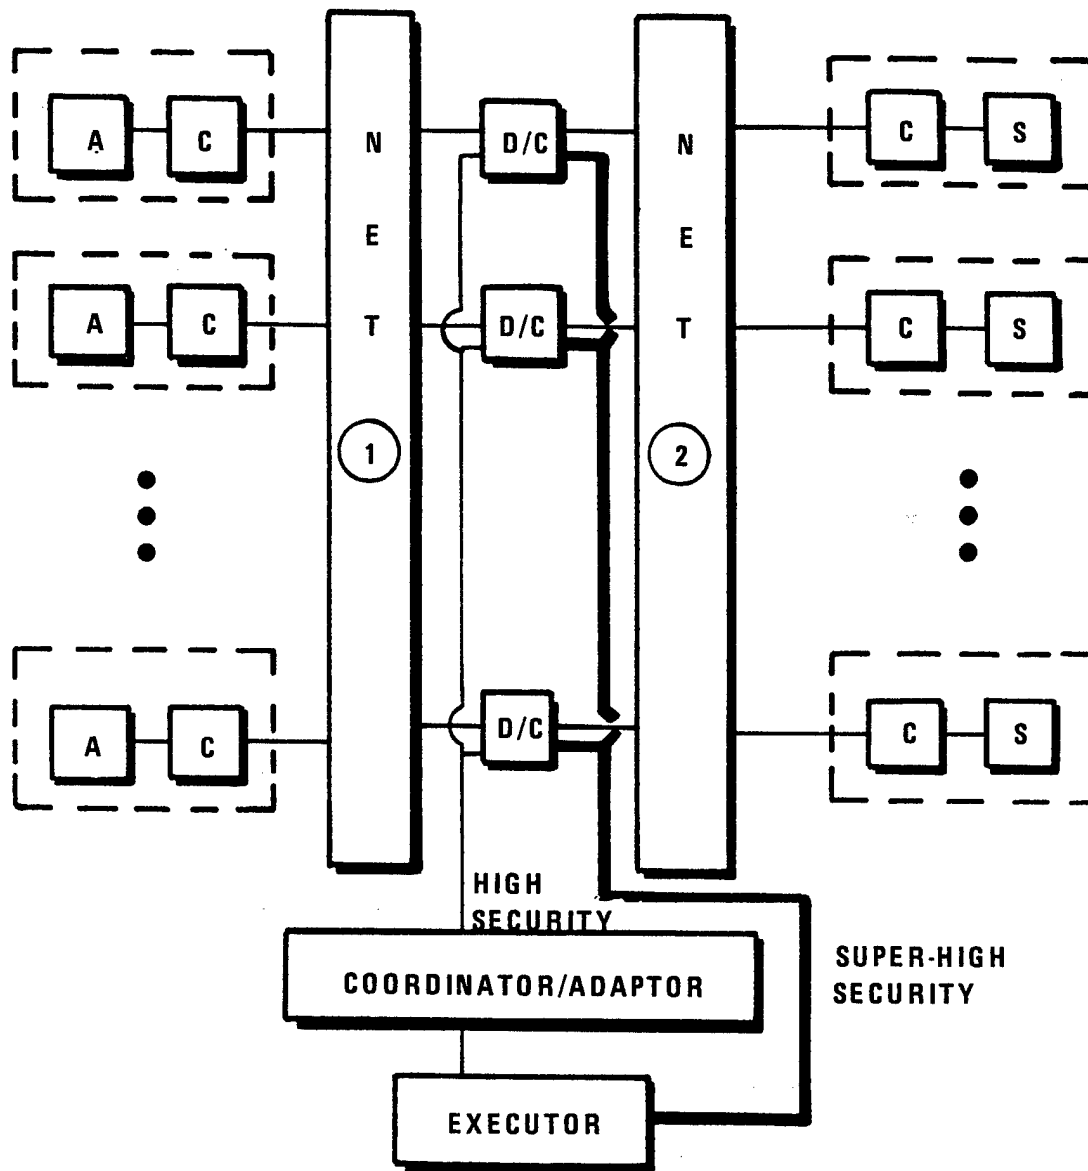 A C
N
E
T
1
D/C
N
E
T
2
C S
A C
D/C
C S
A C
D/C
C S
HIGH
SECURITY
COORDINATOR/ADAPTOR
SUPER-HIGH
SECURITY
EXECUTOR